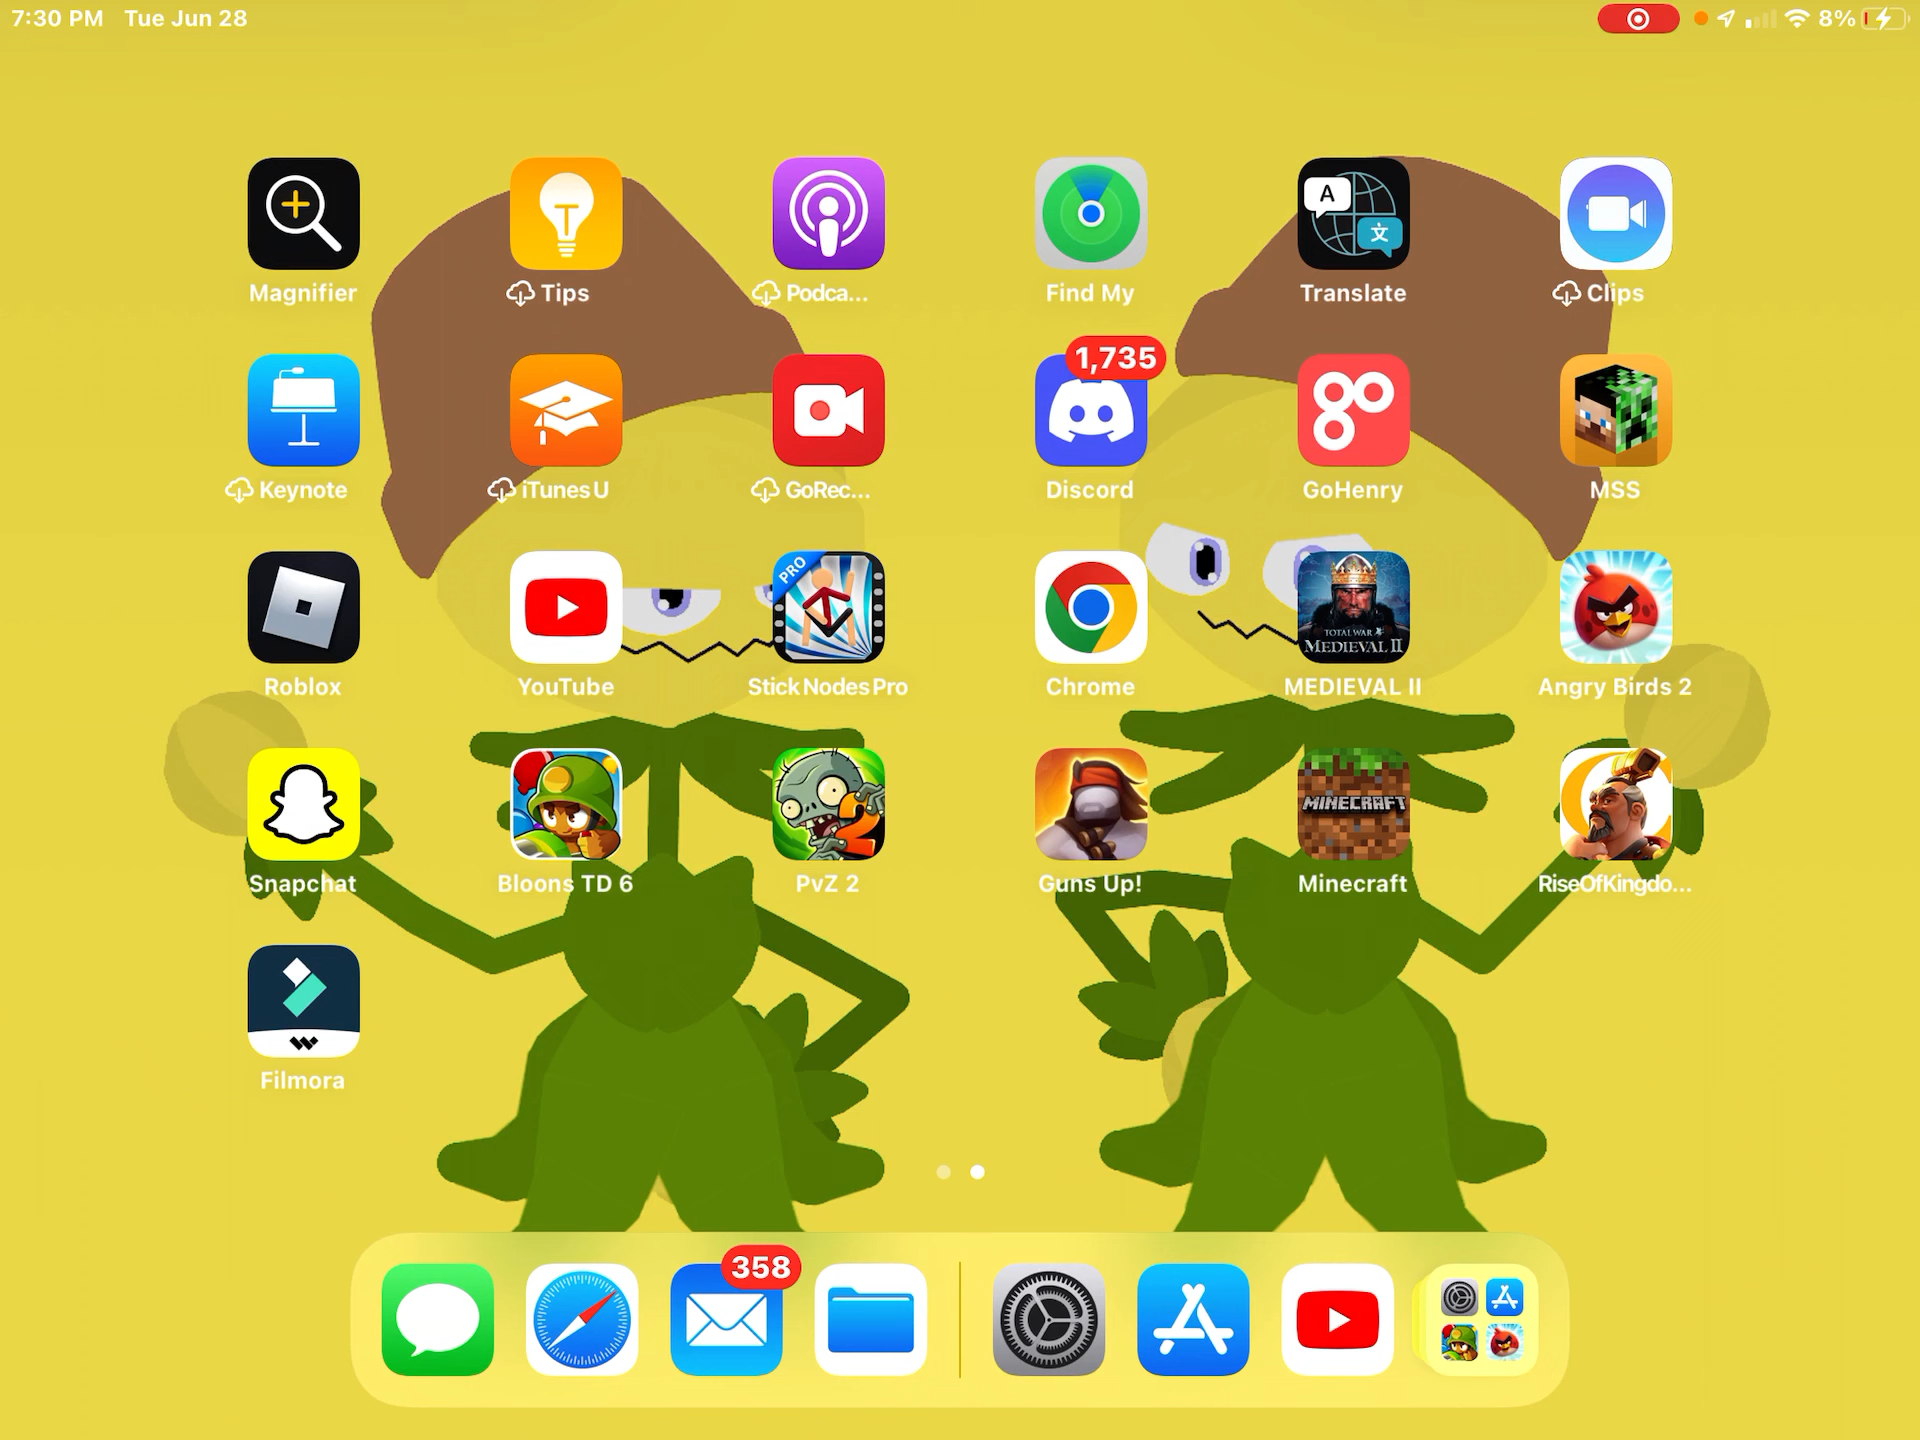 7:30 PM Tue Jun 28
8%
A
文
Magnifier
Tips
Podca...
Find My
Translate
Clips
1,735
Keynote
iTunes U
GoRec...
Discord
GoHenry
MSS
PRO
TOTAL WAR
MEDIEVAL II
Roblox
YouTube
Stick Nodes Pro
Chrome
MEDIEVAL II
Angry Birds 2
2
MINECRAFT
Snapchat
Bloons TD 6
PvZ 2
Guns Up!
Minecraft
RiseOfKingdo...
Filmora
358